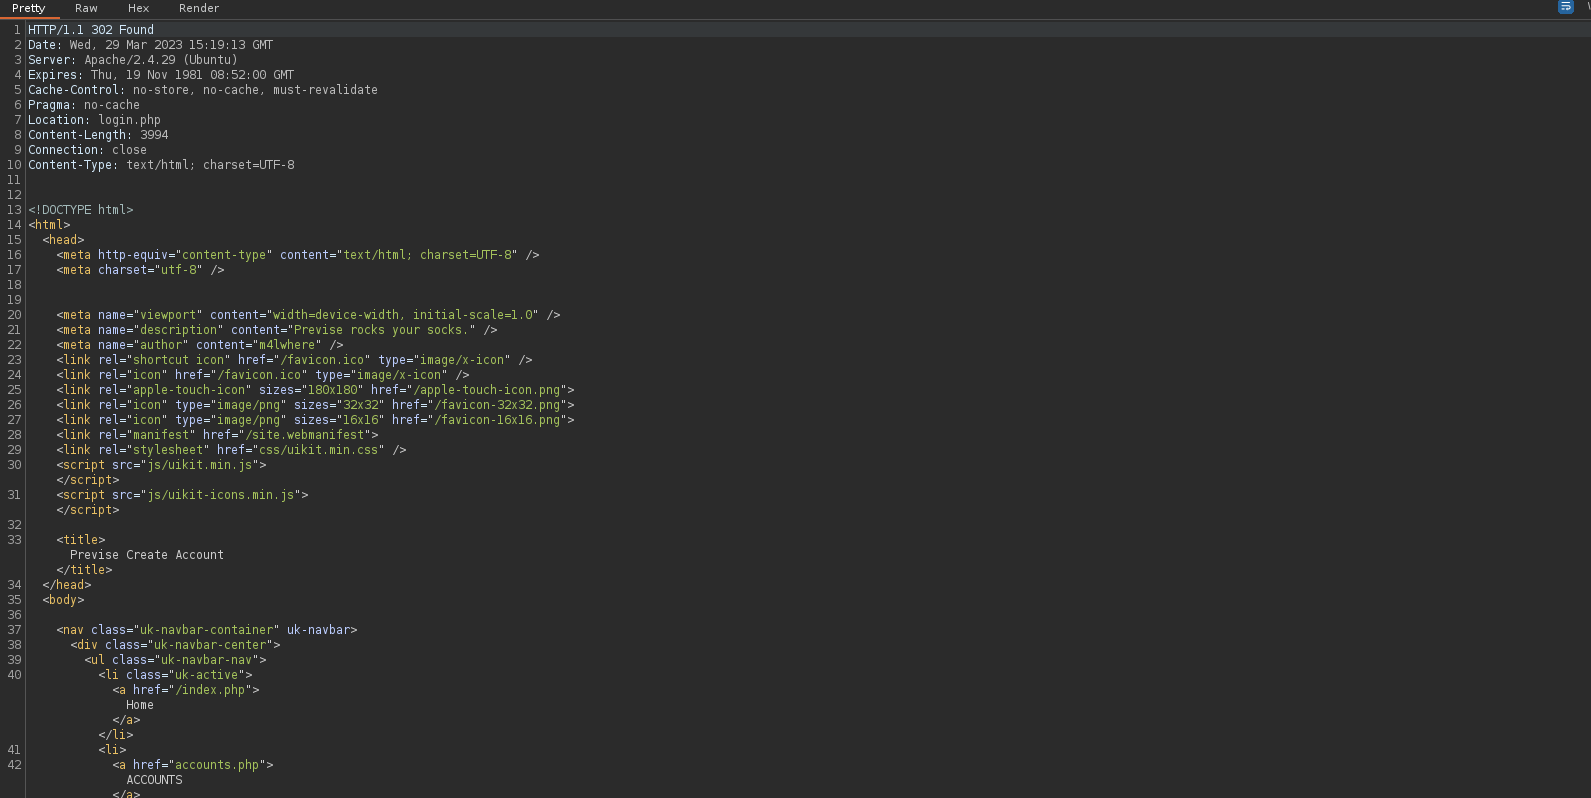 Pretty Raw Hex Render
1 HTTP/1.1 302 Found
2 Date: Wed, 29 Mar 2023 15:19:13 GMT
3 Server: Apache/2.4.29 (Ubuntu)
4 Expires: Thu, 19 Nov 1981 08:52:00 GMT
5 Cache-Control: no-store, no-cache, must-revalidate
6 Pragma: no-cache
7 Location: login.php
8 Content-Length: 3994
9 Connection: close
10 Content-Type: text/html; charset=UTF-8
11
12
13 <!DOCTYPE html>
14 <html>
15 <head>
16 <meta http-equiv="content-type" content="text/html; charset=UTF-8" />
17 <meta charset="utf-8" />
18
19
20 <meta name="viewport" content="width=device-width, initial-scale=1.0" />
21 <meta name="description" content="Previse rocks your socks." />
22 <meta name="author" content="m4lwhere" />
23 <link rel="shortcut icon" href="/favicon.ico" type="image/x-icon" />
24 <link rel="icon" href="/favicon.ico" type="image/x-icon" />
25 <link rel="apple-touch-icon" sizes="180x180" href="/apple-touch-icon.png">
26 <link rel="icon" type="image/png" sizes="32x32" href="/favicon-32x32.png">
27 <link rel="icon" type="image/png" sizes="16x16" href="/favicon-16x16.png">
28 <link rel="manifest" href="/site.webmanifest">
29 <link rel="stylesheet" href="css/uikit.min.css" />
30 <script src="js/uikit.min.js">
</script>
31 <script src="js/uikit-icons.min.js">
</script>
32
33 <title>
Previse Create Account
</title>
34 </head>
35 <body>
36
37 <nav class="uk-navbar-container" uk-navbar>
38 <div class="uk-navbar-center">
39 <ul class="uk-navbar-nav">
40 <li class="uk-active">
<a href="/index.php">
Home
</a>
</li>
41 <li>
42 <a href="accounts.php">
ACCOUNTS
</a>